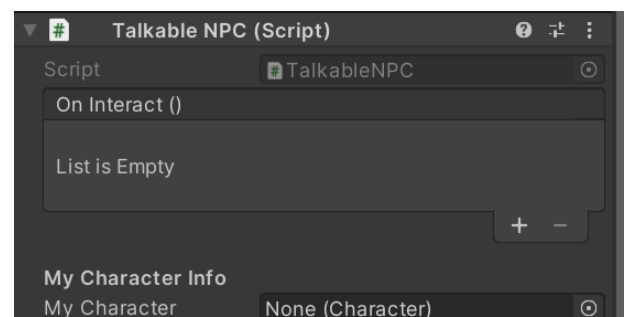 # Talkable NPC (Script)
Script # TalkableNPC
On Interact ()
List is Empty
+ −
My Character Info
My Character None (Character)